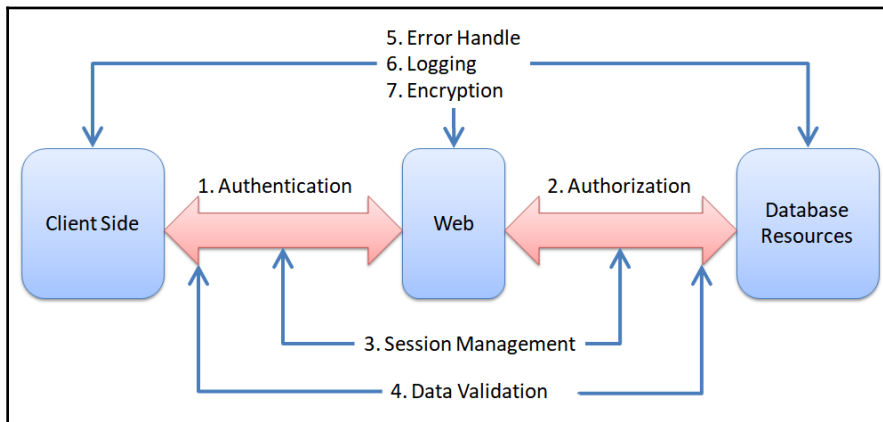 5. Error Handle
6. Logging
7. Encryption
1. Authentication
2. Authorization
Client Side
Web
Database
Resources
3. Session Management
4. Data Validation